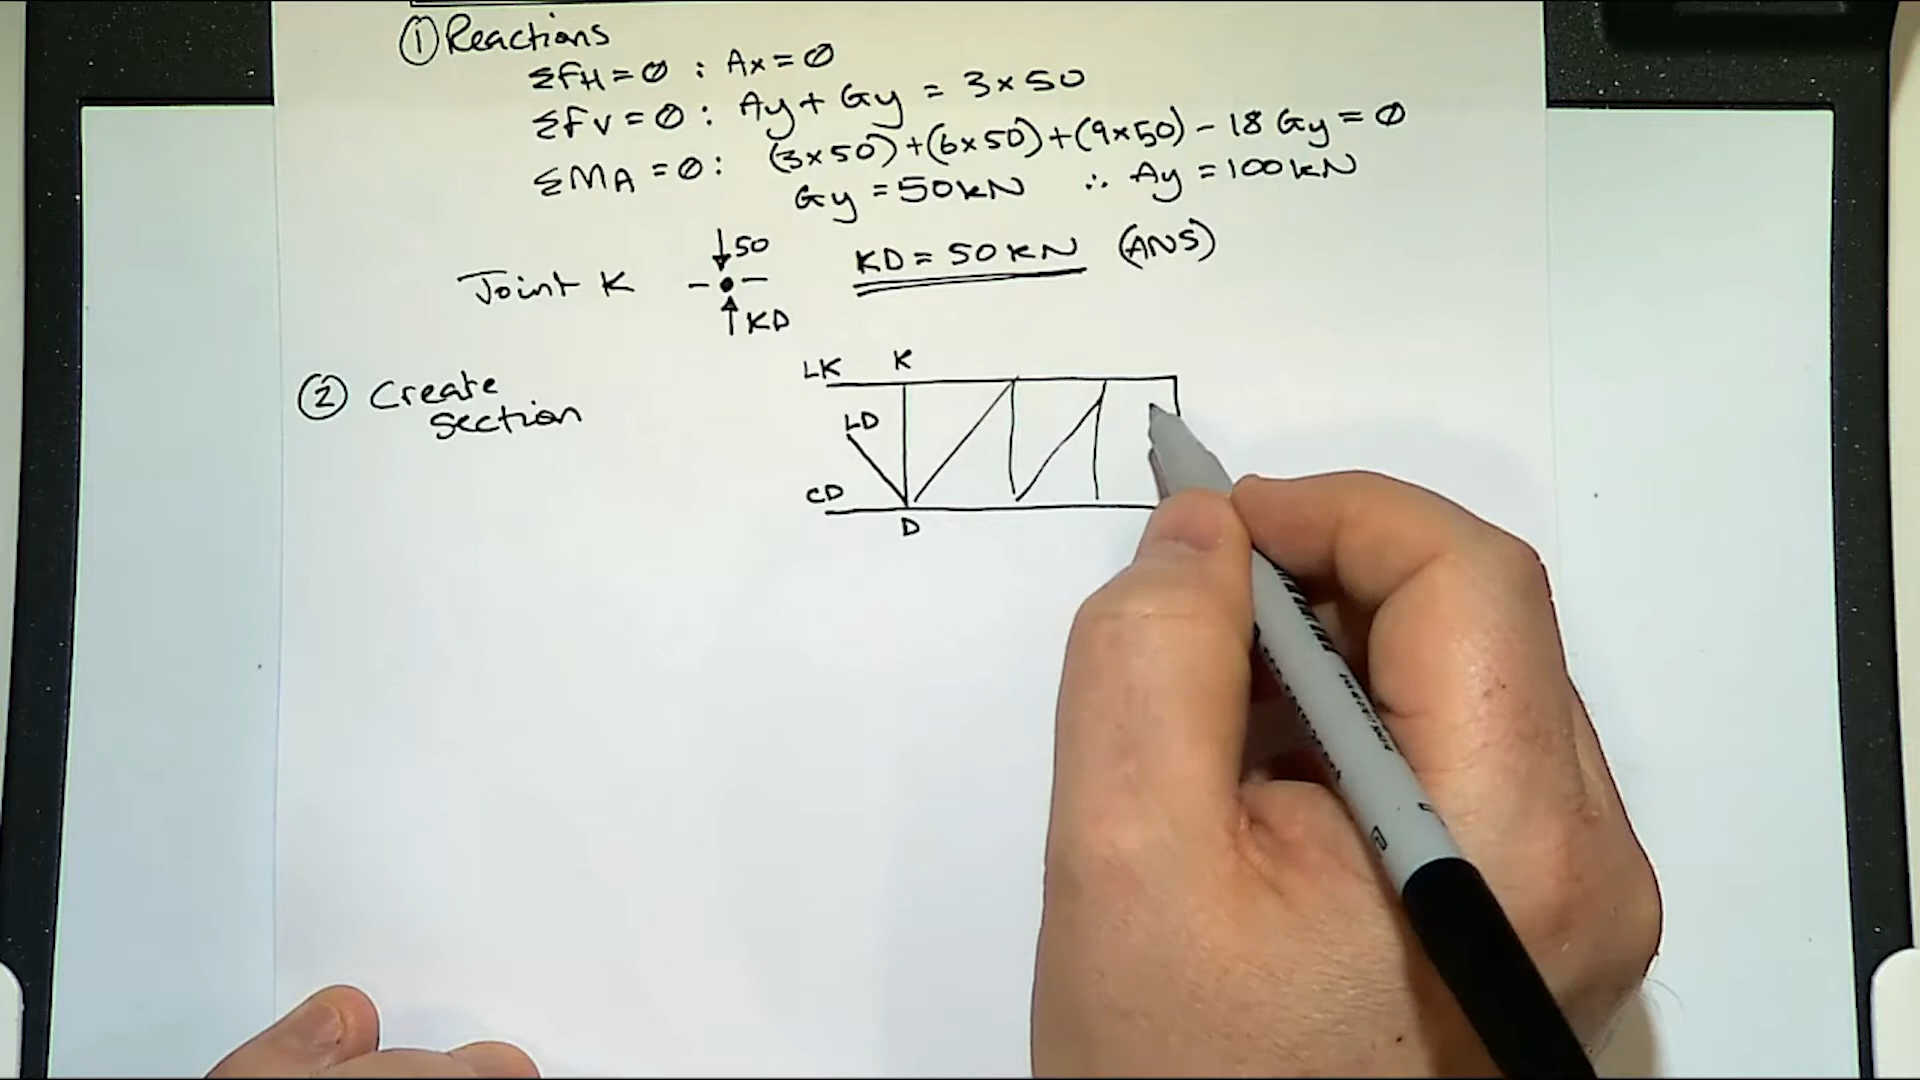 ① Reactions
ΣFH = 0 : Ax = 0
ΣFV = 0 : Ay + Gy = 3 x 50
ΣMA = 0 : (3x50)+(6x50)+(9x50) - 18 Gy = 0
Gy = 50kN ∴ Ay = 100kN
Joint K
50
KD
KD = 50kN (ANS)
② Create Section
LK K
LD
CD
D